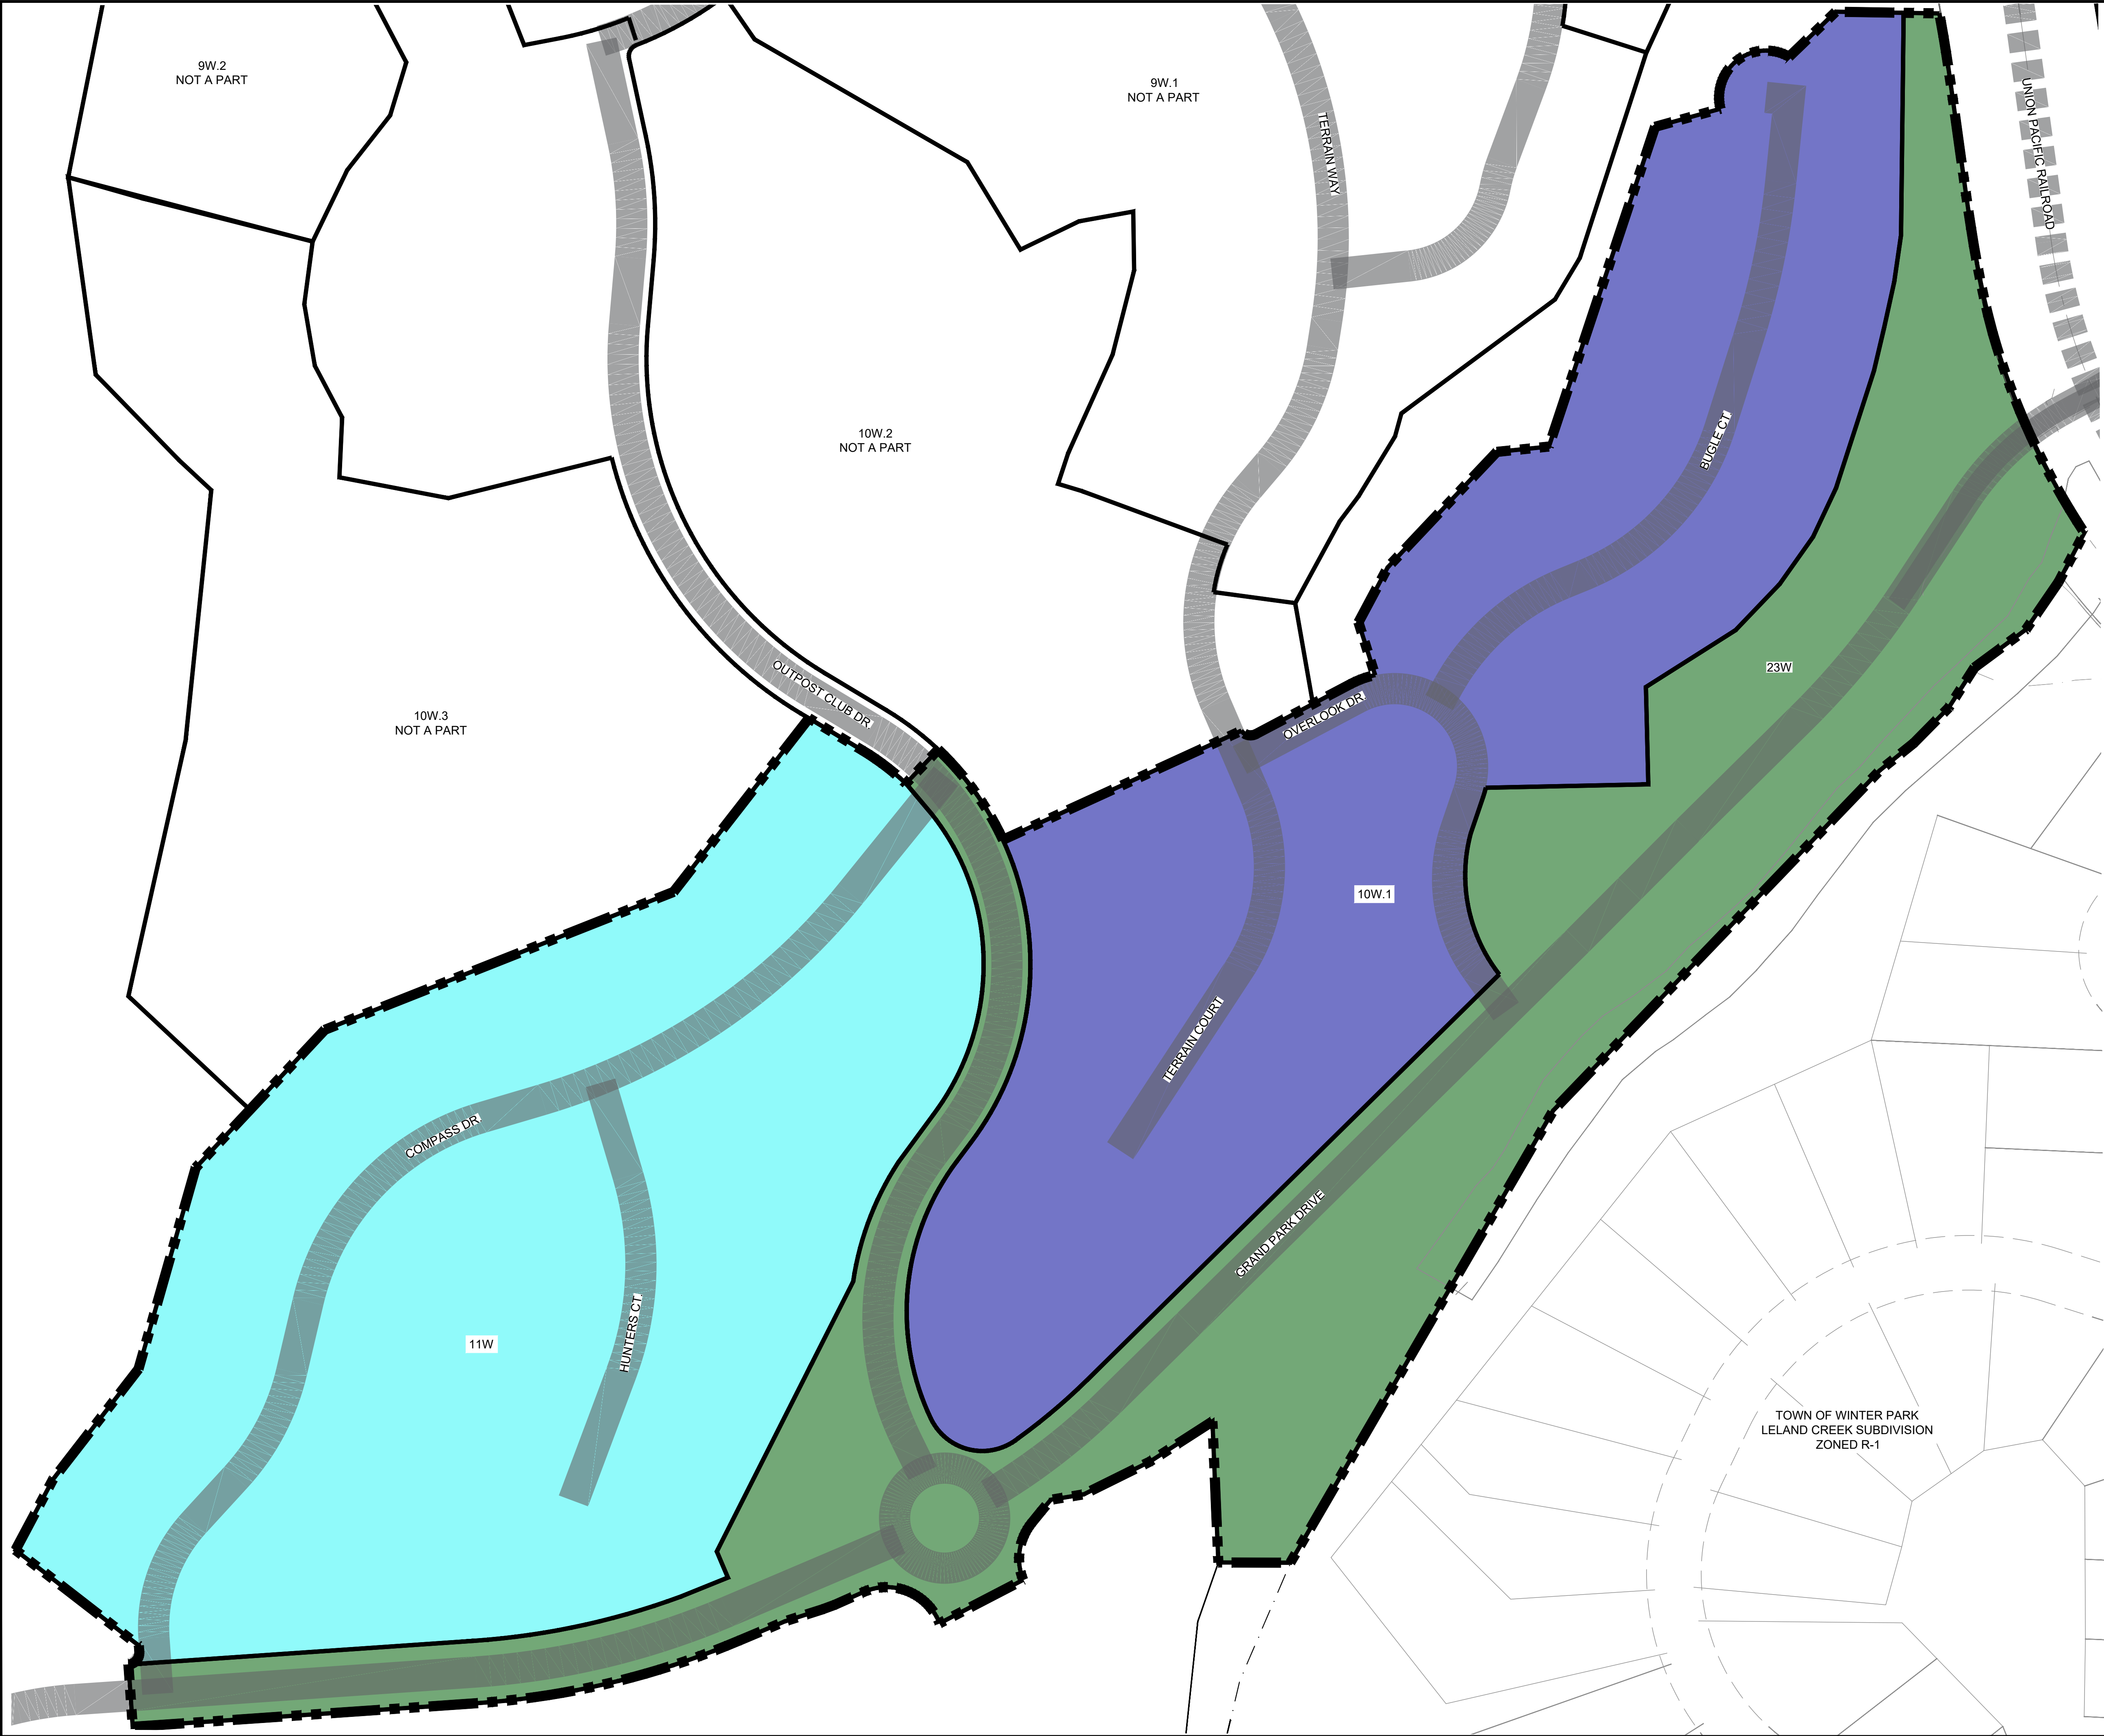 9W.2
NOT A PART
9W.1
NOT A PART
TERRAIN WAY
UNION PACIFIC RAILROAD
10W.2
NOT A PART
BUGLE CT.
23W
OUTPOST CLUB DR.
OVERLOOK DR.
10W.3
NOT A PART
10W.1
TERRAIN COURT
COMPASS DR.
GRAND PARK DRIVE
HUNTERS CT.
11W
TOWN OF WINTER PARK
LELAND CREEK SUBDIVISION
ZONED R-1